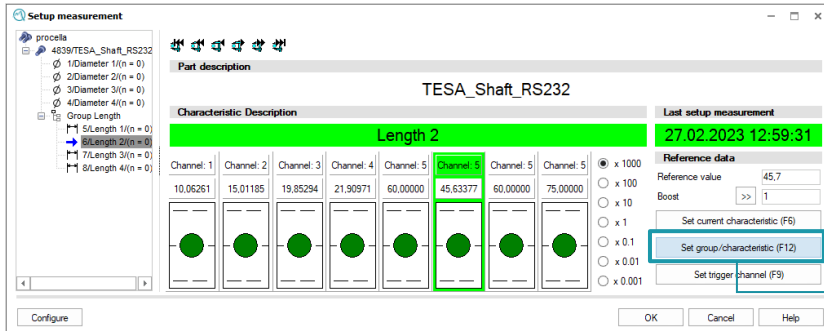 Setup measurement
procella
4839/TESA_Shaft_RS232
1/Diameter 1/(n = 0)
2/Diameter 2/(n = 0)
3/Diameter 3/(n = 0)
4/Diameter 4/(n = 0)
Group Length
5/Length 1/(n = 0)
6/Length 2/(n = 0)
7/Length 3/(n = 0)
8/Length 4/(n = 0)
Part description
TESA_Shaft_RS232
Characteristic Description
Length 2
Last setup measurement
27.02.2023 12:59:31
Channel: 1 Channel: 2 Channel: 3 Channel: 4 Channel: 5 Channel: 5 Channel: 5 Channel: 5
10,06261 15,01185 19,85294 21,90971 60,00000 45,63377 60,00000 75,00000
x 1000
x 100
x 10
x 1
x 0.1
x 0.01
x 0.001
Reference data
Reference value 45,7
Boost >> 1
Set current characteristic (F6)
Set group/characteristic (F12)
Set trigger channel (F9)
Configure OK Cancel Help